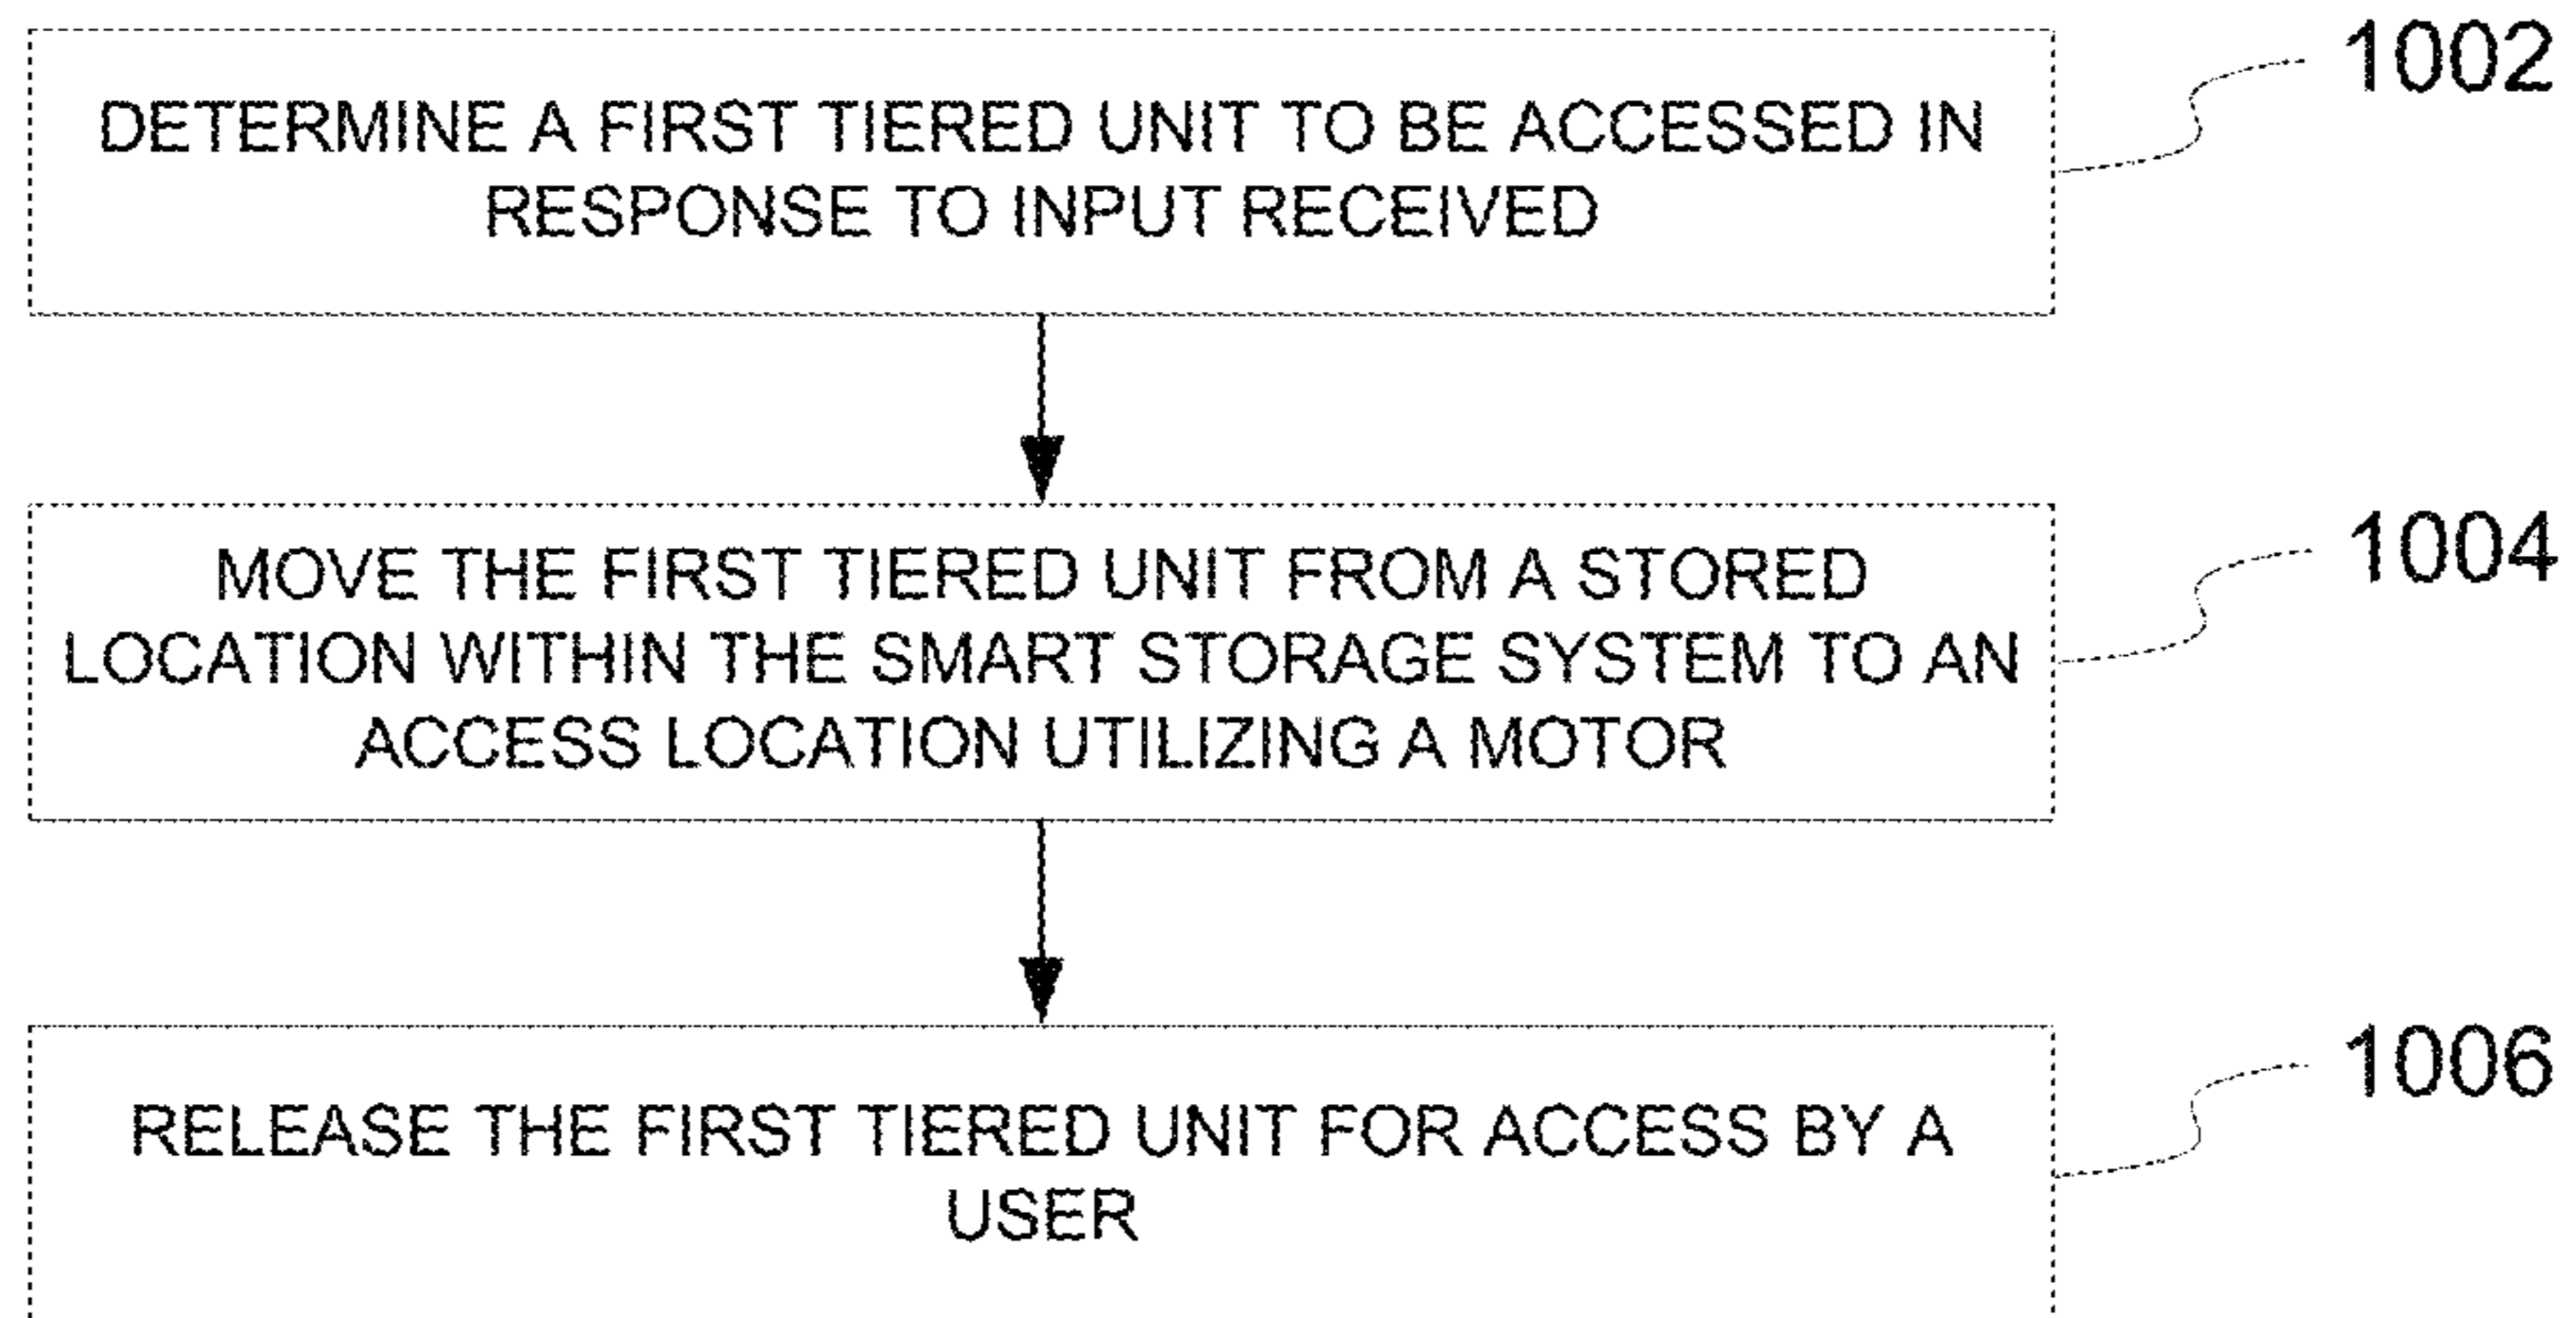 1002
DETERMINE A FIRST TIERED UNIT TO BE ACCESSED IN
RESPONSE TO INPUT RECEIVED
1004
MOVE THE FIRST TIERED UNIT FROM A STORED
LOCATION WITHIN THE SMART STORAGE SYSTEM TO AN
ACCESS LOCATION UTILIZING A MOTOR
1006
RELEASE THE FIRST TIERED UNIT FOR ACCESS BY A
USER